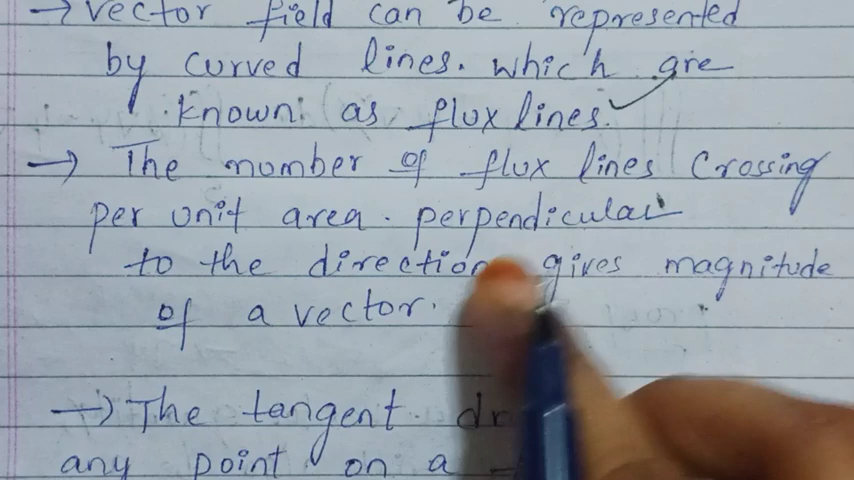 → vector field can be represented
by curved lines. which are
known as flux lines.
→ The number of flux lines crossing
per unit area. perpendicular
to the direction gives magnitude
of a vector.
→ The tangent
any point on a